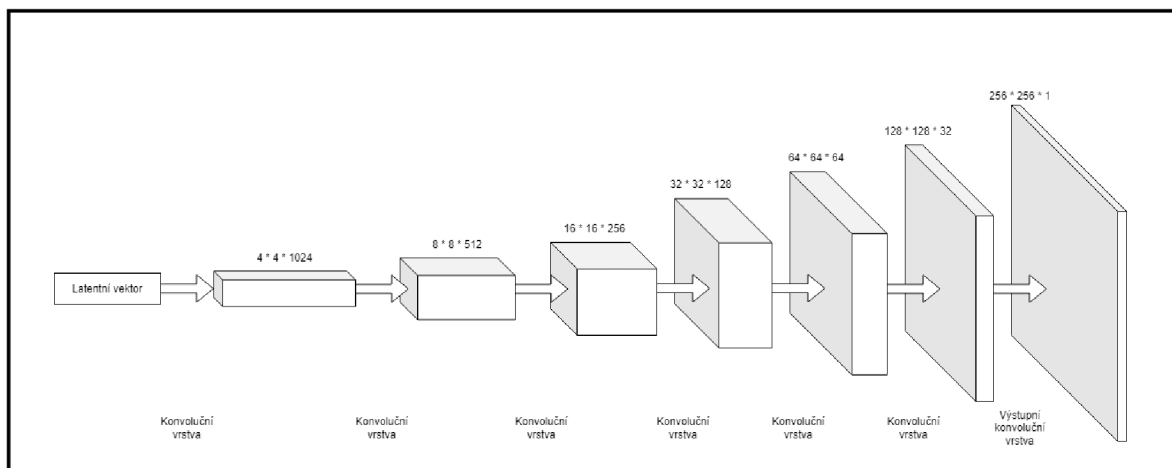 256 * 256 * 1
128 * 128 * 32
64 * 64 * 64
32 * 32 * 128
16 * 16 * 256
8 * 8 * 512
4 * 4 * 1024
Latentní vektor
Konvoluční
vrstva
Konvoluční
vrstva
Konvoluční
vrstva
Konvoluční
vrstva
Konvoluční
vrstva
Konvoluční
vrstva
Výstupní
konvoluční
vrstva